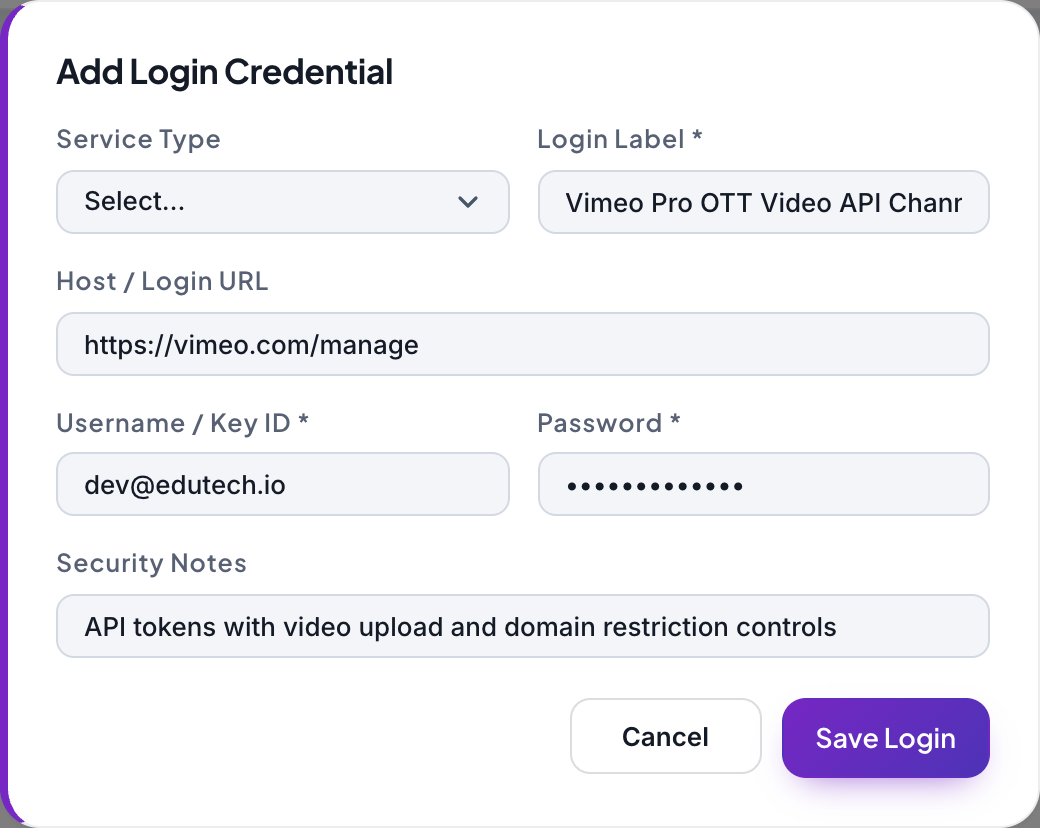 Add Login Credential
Service Type
Login Label *
Select...
Vimeo Pro OTT Video API Chanr
Host / Login URL
https://vimeo.com/manage
Username / Key ID *
Password *
dev@edutech.io
•••••••••••••
Security Notes
API tokens with video upload and domain restriction controls
Cancel
Save Login